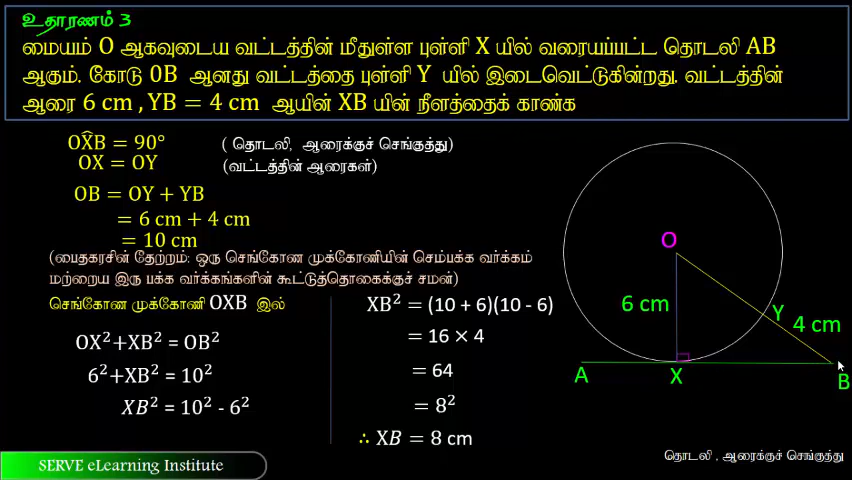 உதாரணம் 3
மையம் O ஆகவுடைய வட்டத்தின் மீதுள்ள புள்ளி X யில் வரையப்பட்ட தொடலி AB
ஆகும். கோடு 0B ஆனது வட்டத்தை புள்ளி Y யில் இடைவெட்டுகின்றது. வட்டத்தின்
ஆரை 6 cm , YB = 4 cm ஆயின் XB யின் நீளத்தைக் காண்க
OX̂B = 90° ( தொடலி, ஆரைக்குச் செங்குத்து)
OX = OY (வட்டத்தின் ஆரைகள்)
OB = OY + YB
= 6 cm + 4 cm
= 10 cm
(பைதகரசின் தேற்றம்: ஒரு செங்கோண முக்கோணியின் செம்பக்க வர்க்கம்
மற்றைய இரு பக்க வர்க்கங்களின் கூட்டுத்தொகைக்குச் சமன்)
செங்கோண முக்கோணி OXB இல்
OX²+XB² = OB²
6²+XB² = 10²
XB² = 10² - 6²
XB² = (10 + 6)(10 - 6)
= 16 × 4
= 64
= 8²
∴ XB = 8 cm
O
6 cm
Y
4 cm
A
X
B
தொடலி , ஆரைக்குச் செங்குத்து
SERVE eLearning Institute